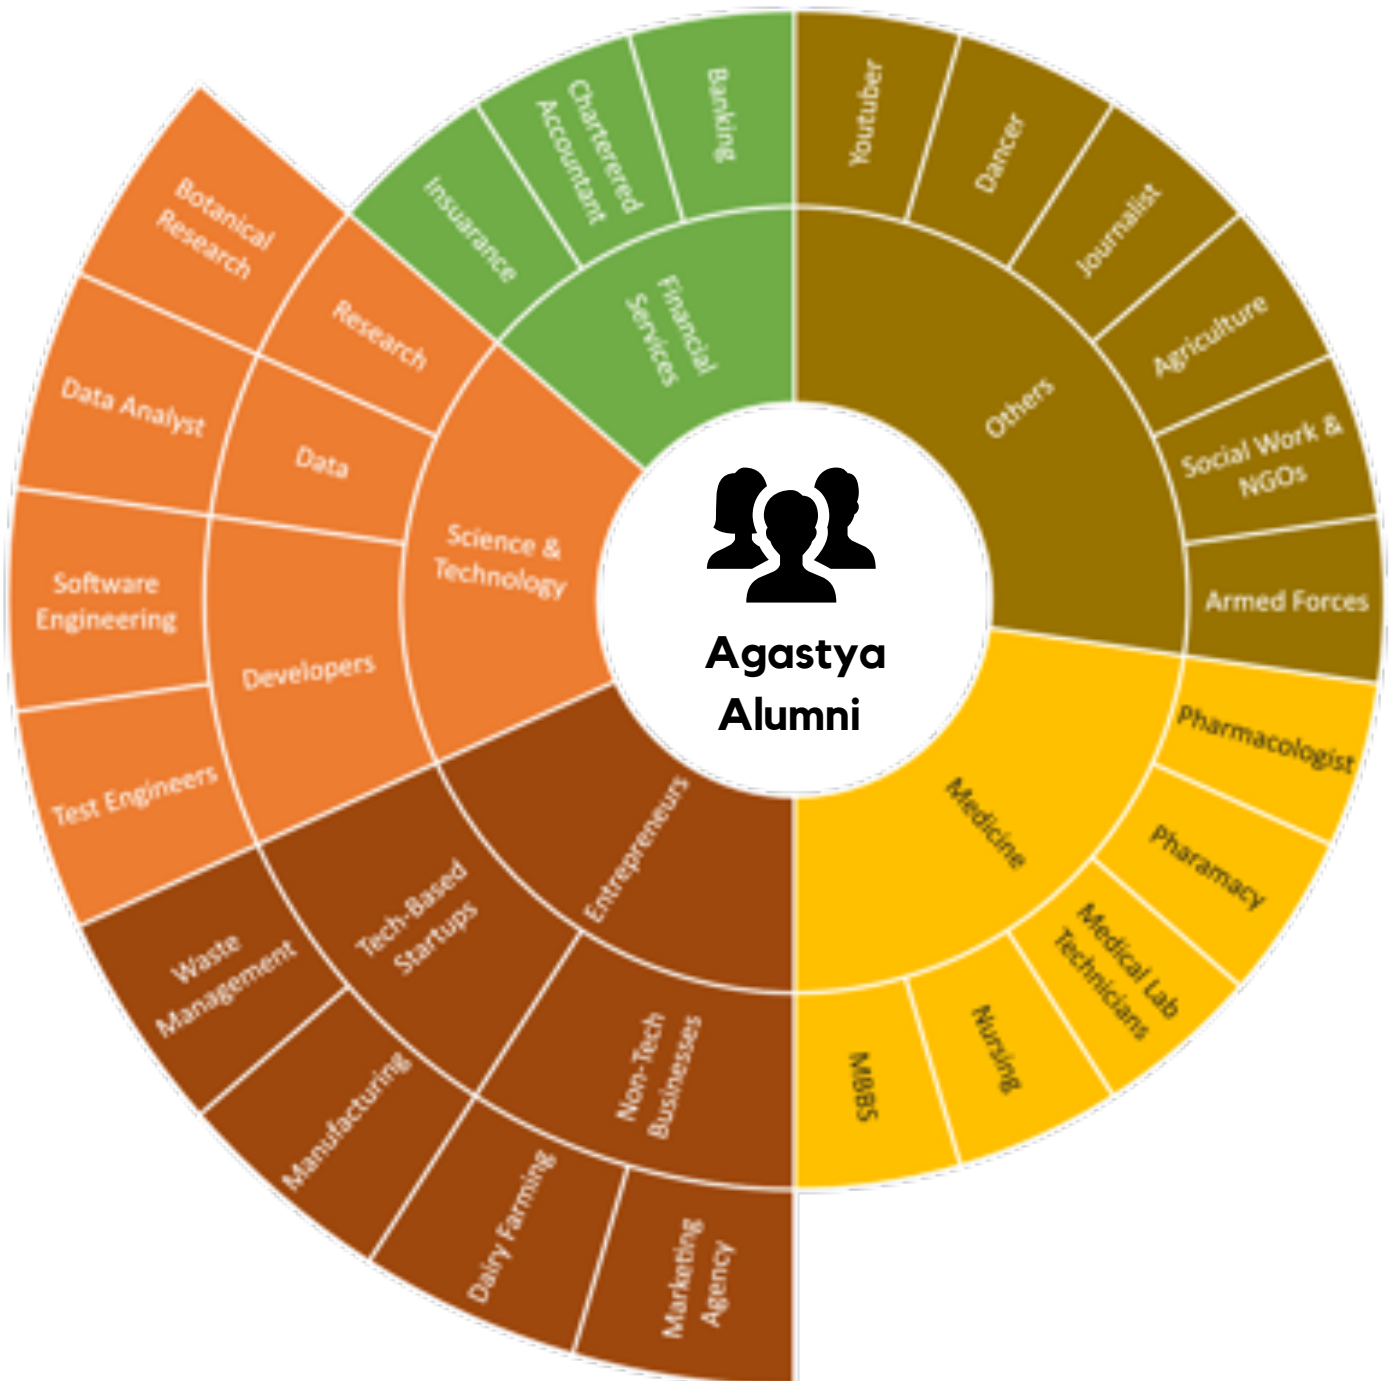 Agastya
Alumni
Others
Youtuber
Dancer
Journalist
Agriculture
Social Work &
NGOs
Armed Forces
Medicine
Pharmacologist
Pharamacy
Medical Lab
Technicians
Nursing
MBBS
Entrepreneurs
Non-Tech
Businesses
Marketing
Agency
Dairy Farming
Tech-Based
Startups
Manufacturing
Waste
Management
Science &
Technology
Developers
Test Engineers
Software
Engineering
Data
Data Analyst
Research
Botanical
Research
Financial
Services
Insuarance
Charterered
Accountant
Banking